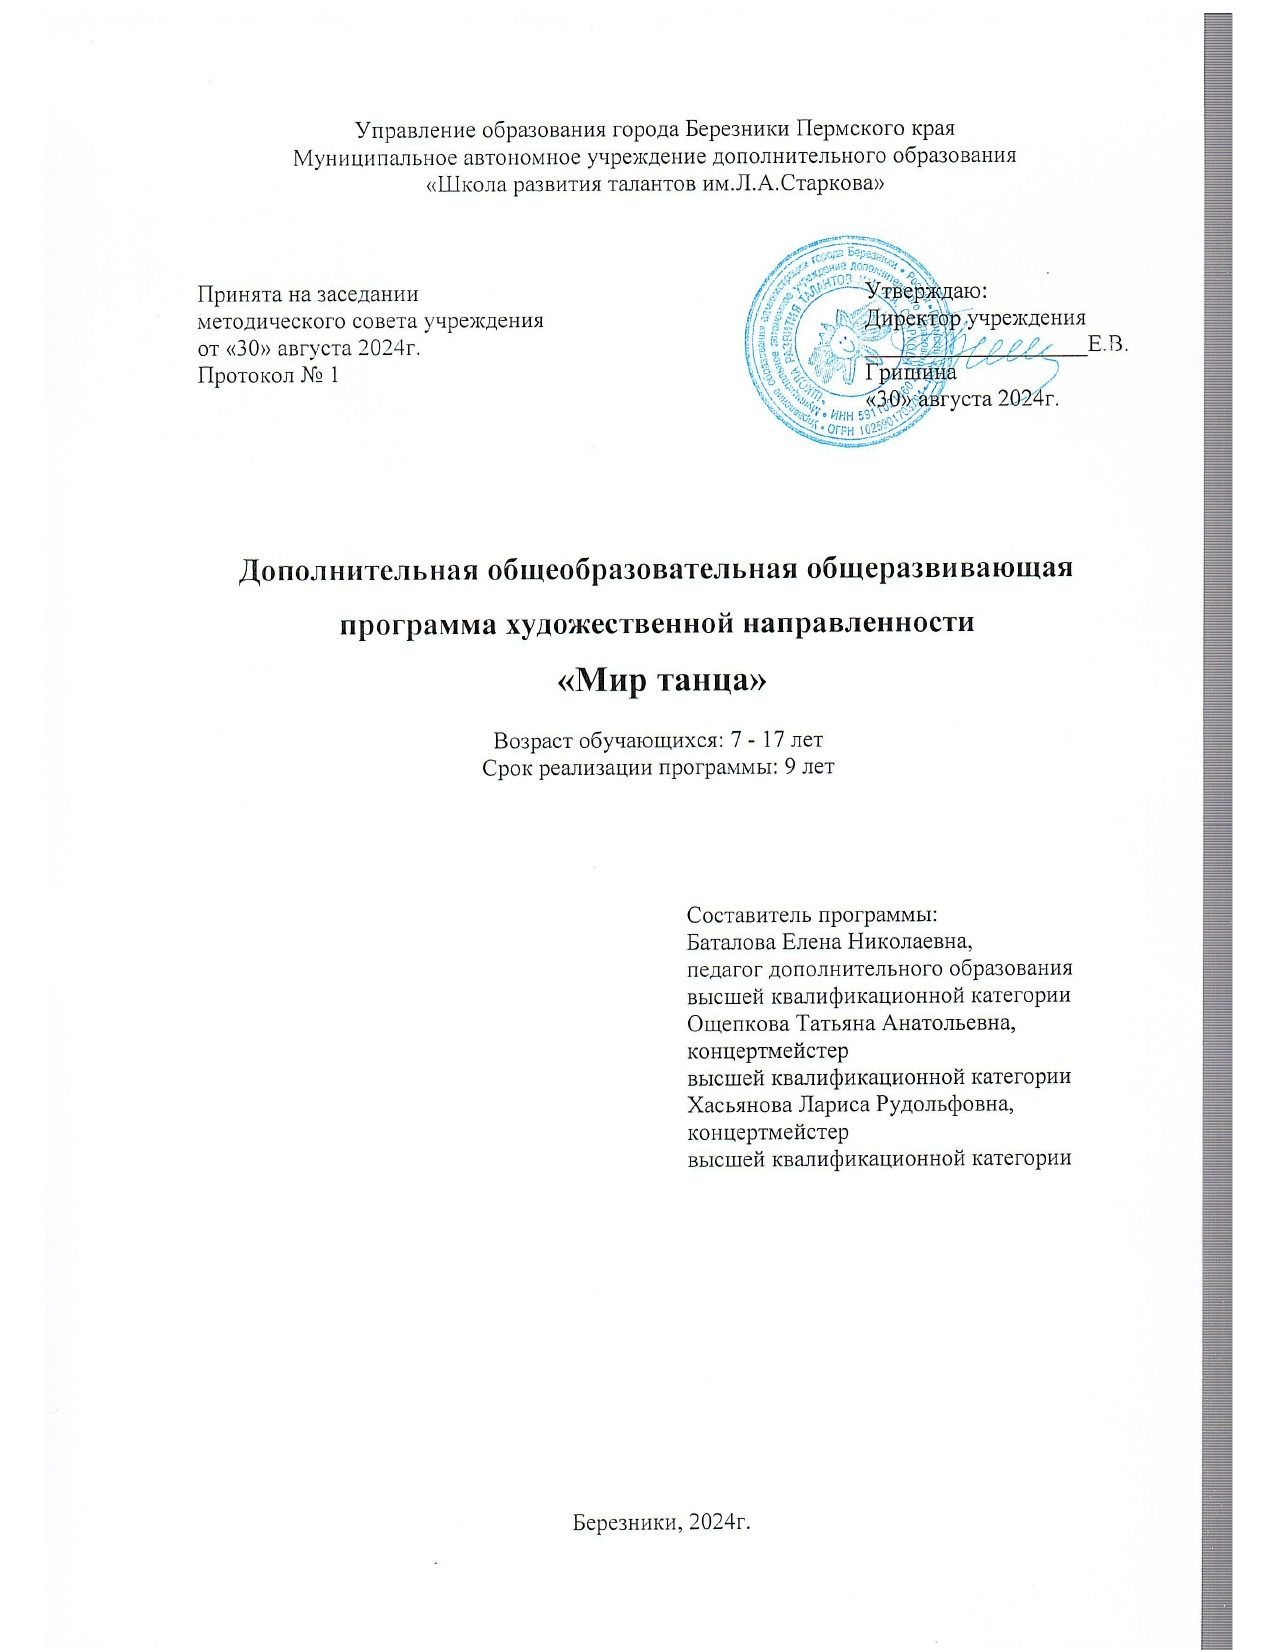 Управление образования города Березники Пермского края
Муниципальное автономное учреждение дополнительного образования
«Школа развития талантов им.Л.А.Старкова»
Принята на заседании
методического совета учреждения
от «30» августа 2024г.
Протокол № 1
Утверждаю:
Директор учреждения
__________________Е.В.
Гришина
«30» августа 2024г.
Дополнительная общеобразовательная общеразвивающая
программа художественной направленности
«Мир танца»
Возраст обучающихся: 7 - 17 лет
Срок реализации программы: 9 лет
Составитель программы:
Баталова Елена Николаевна,
педагог дополнительного образования
высшей квалификационной категории
Ощепкова Татьяна Анатольевна,
концертмейстер
высшей квалификационной категории
Хасьянова Лариса Рудольфовна,
концертмейстер
высшей квалификационной категории
Березники, 2024г.